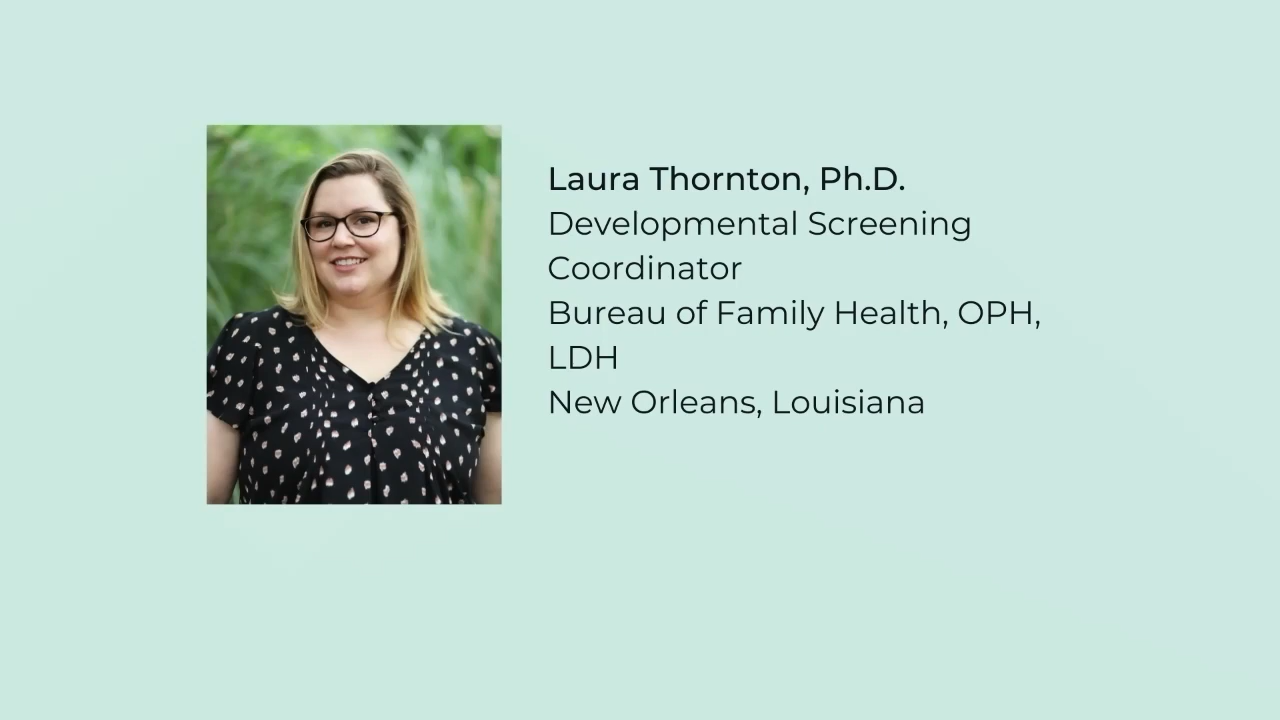 Laura Thornton, Ph.D.
Developmental Screening
Coordinator
Bureau of Family Health, OPH,
LDH
New Orleans, Louisiana